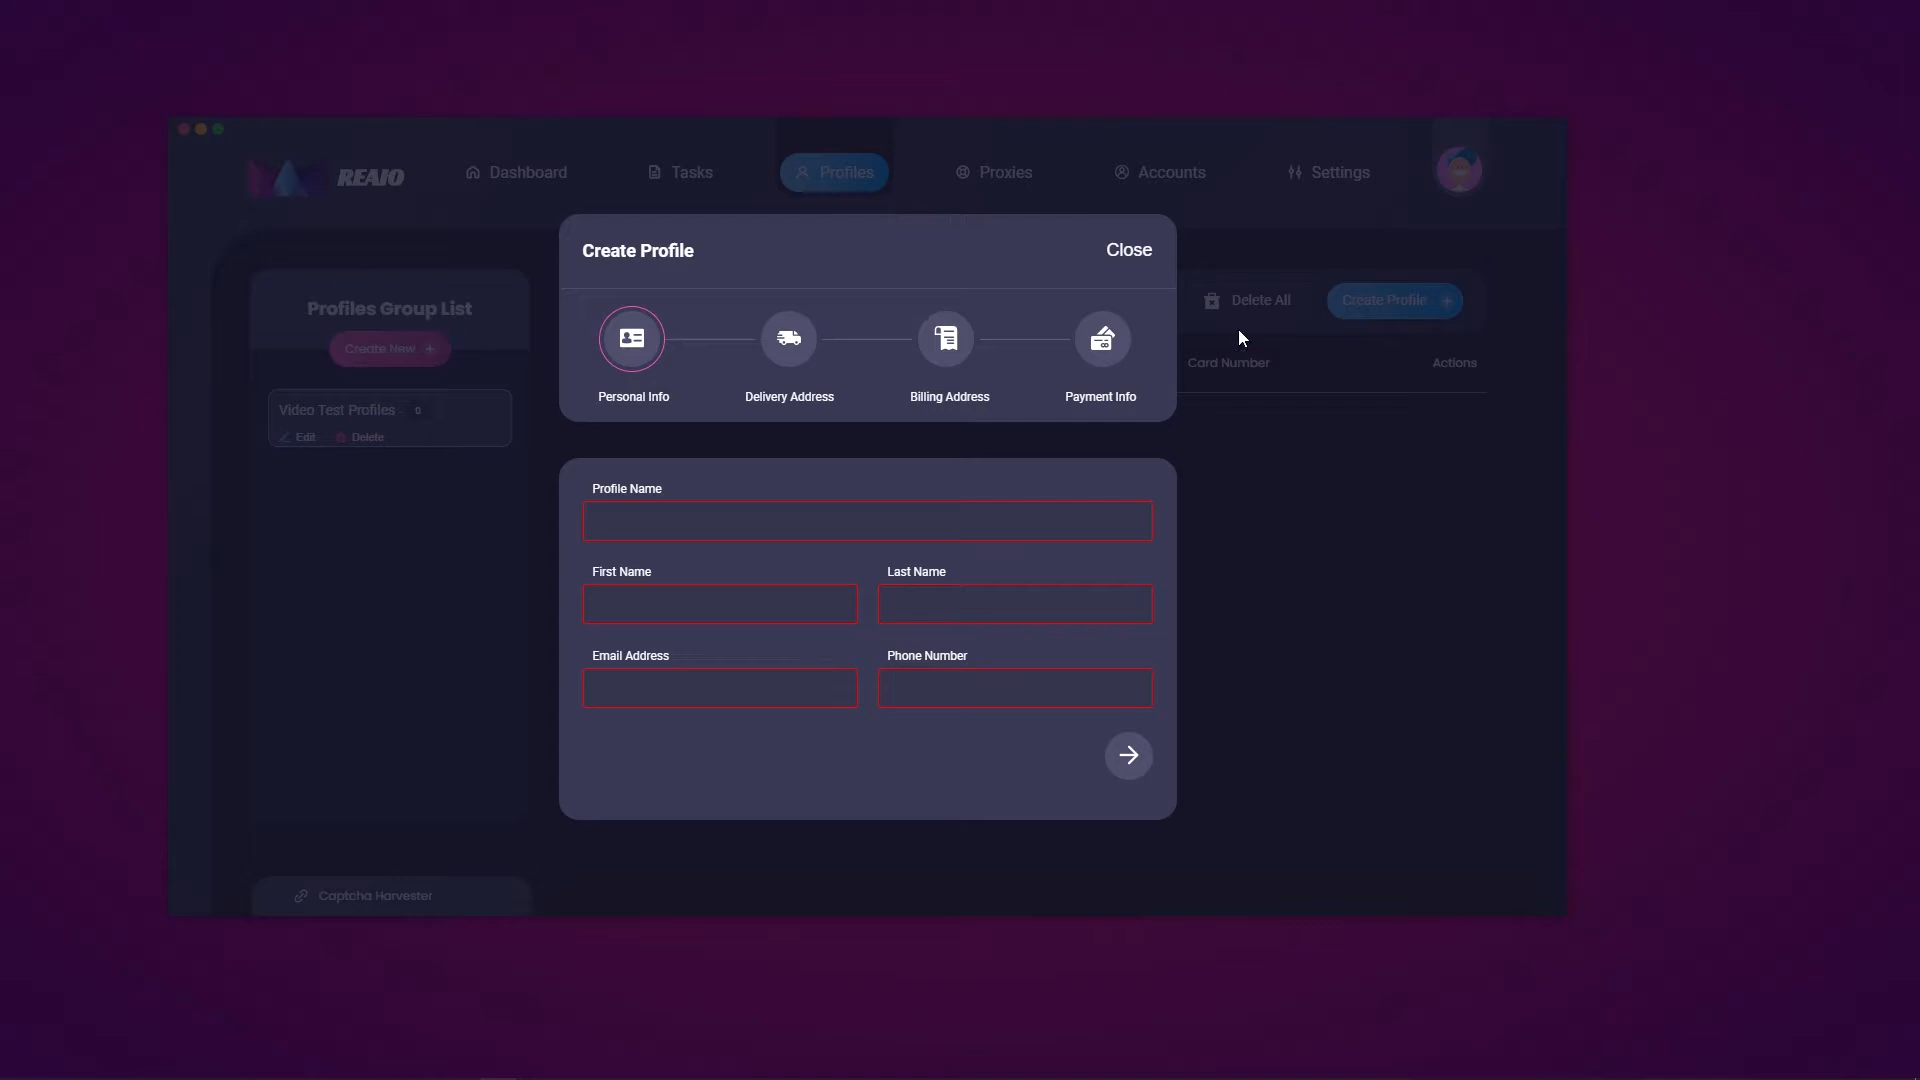 REAIO
Dashboard
Tasks
Profiles
Proxies
Accounts
Settings
Create Profile
Close
Personal Info
Delivery Address
Billing Address
Payment Info
Profiles Group List
Create New +
Video Test Profiles 0
Edit
Delete
Delete All
Create Profile +
Card Number
Actions
Profile Name
First Name
Last Name
Email Address
Phone Number
Captcha Harvester